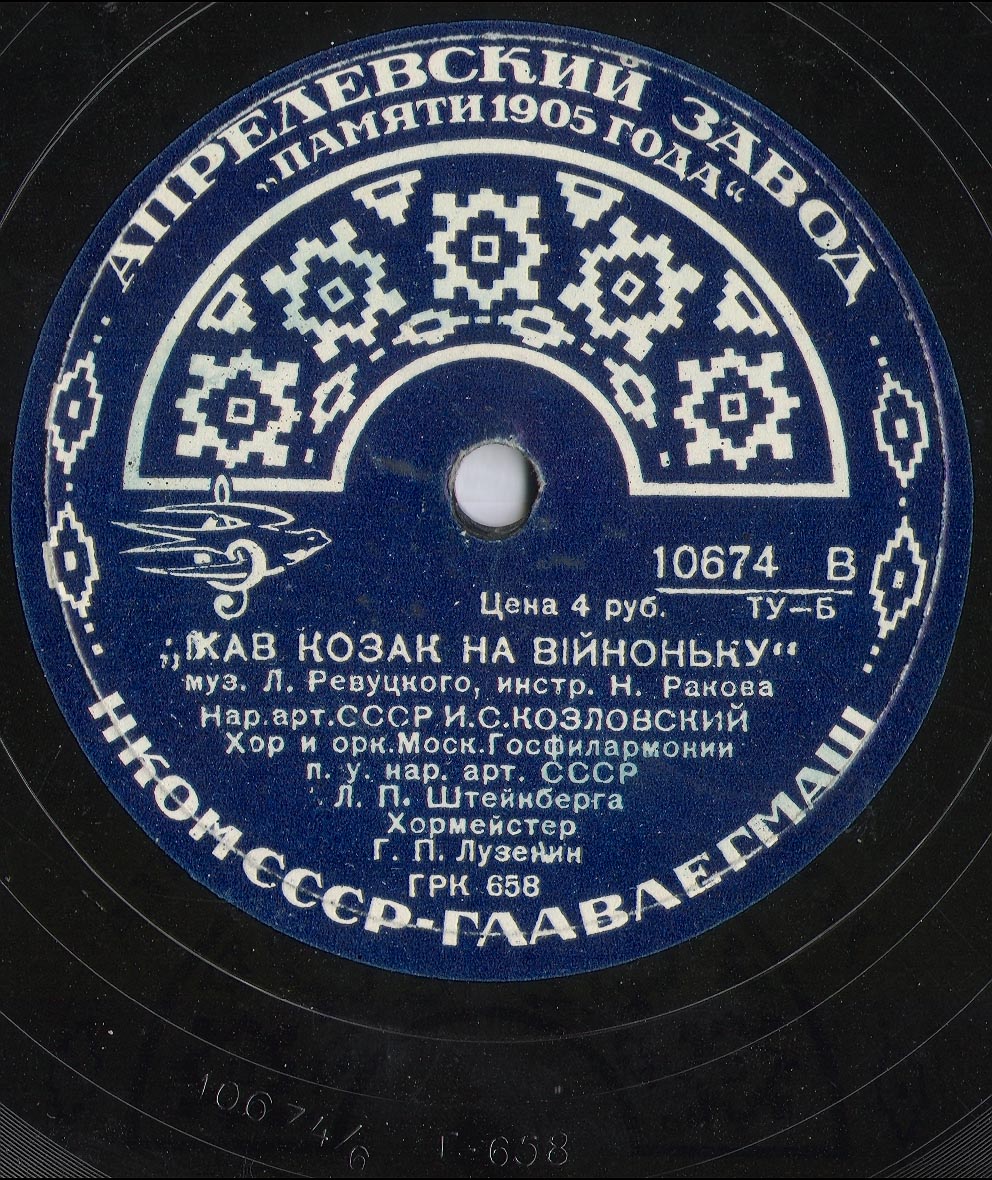 АПРЕЛЕВСКИЙ ЗАВОД
„ПАМЯТИ 1905 ГОДА“
10674 В
Цена 4 руб. ТУ—Б
„ЇХАВ КОЗАК НА ВІЙНОНЬКУ“
муз. Л. Ревуцкого, инстр. Н. Ракова
Нар.арт.СССР И.С.КОЗЛОВСКИЙ
Хор и орк.Моск.Госфилармонии
п. у. нар. арт. СССР
Л. П. Штейнберга
Хормейстер
Г. П. Лузенин
ГРК 658
НКОМ-СССР-ГЛАВЛЕГМАШ
10674/6 Г-658